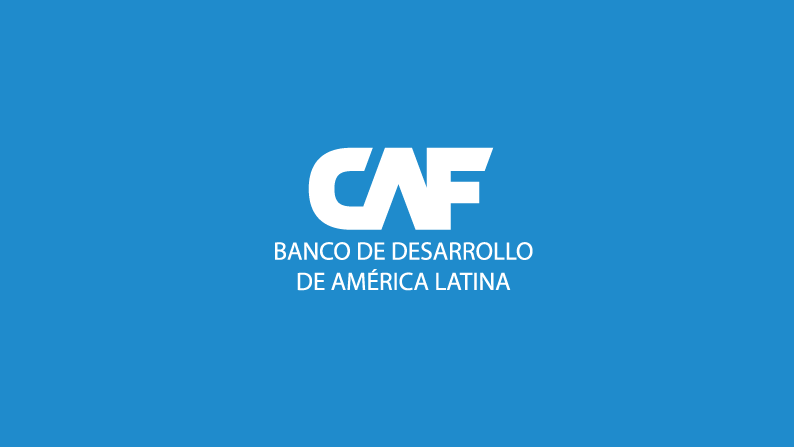 CAF
BANCO DE DESARROLLO
DE AMÉRICA LATINA